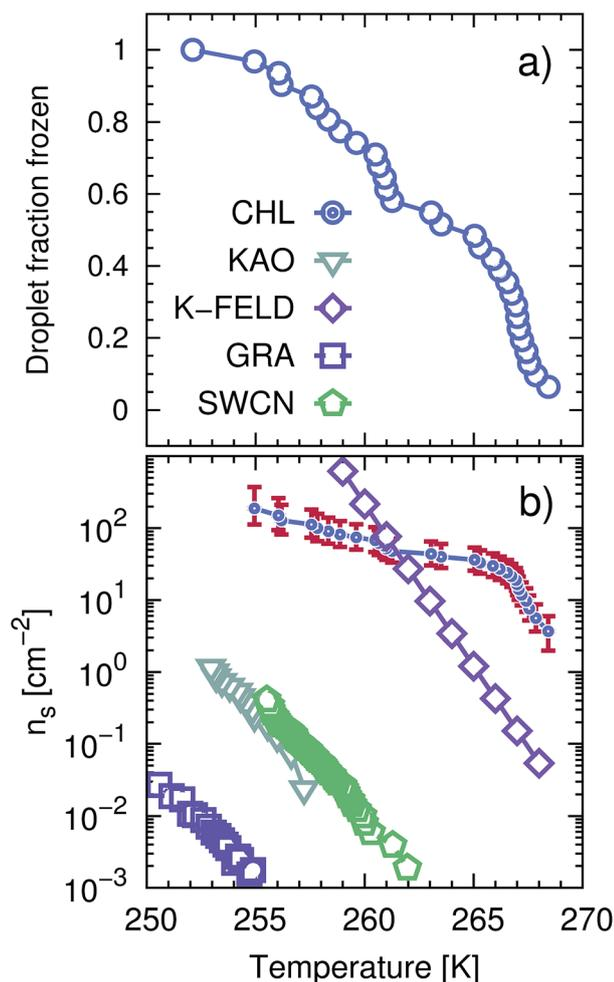 a)
1
0.8
0.6
0.4
0.2
0
Droplet fraction frozen
CHL
KAO
K−FELD
GRA
SWCN
b)
10²
10¹
10⁰
10⁻¹
10⁻²
10⁻³
nₛ [cm⁻²]
250 255 260 265 270
Temperature [K]